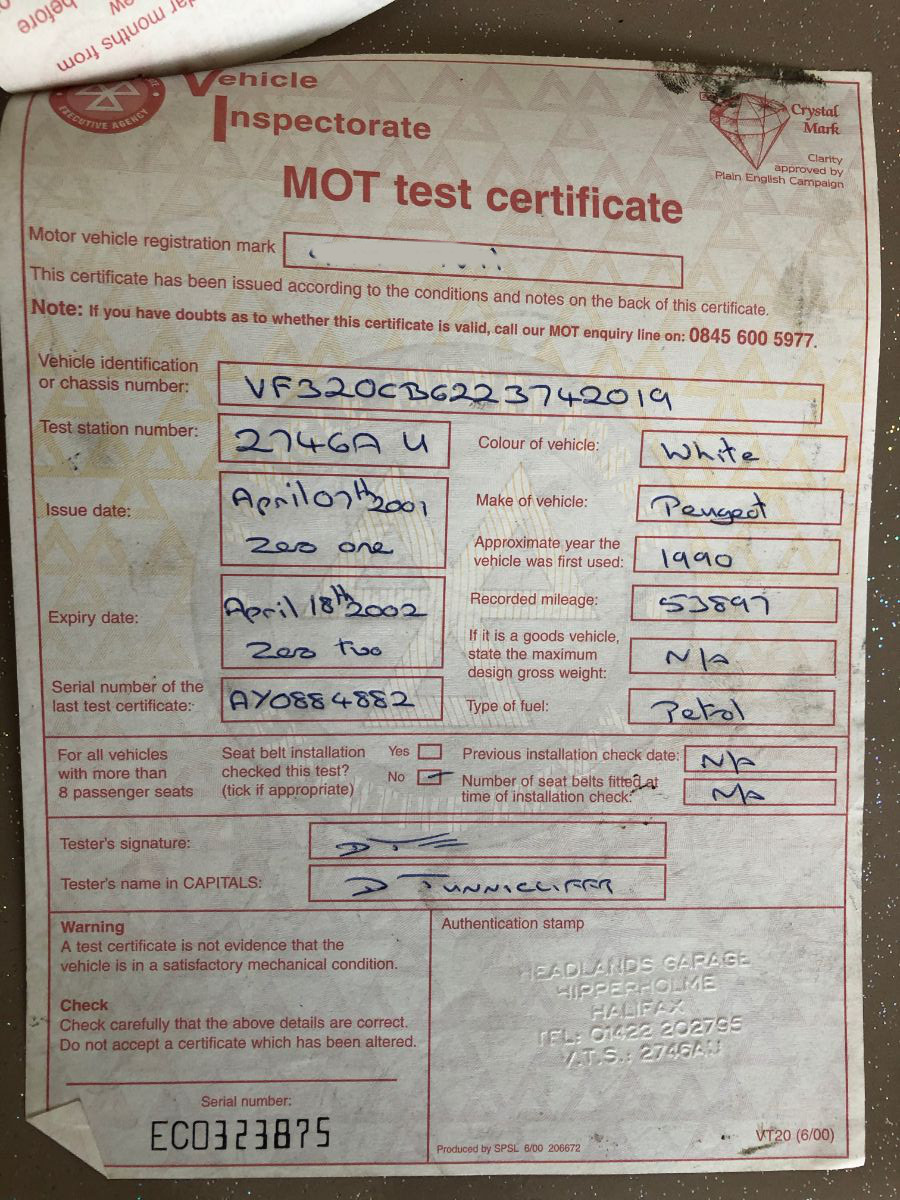 before
dar months from
EXECUTIVE AGENCY
Vehicle
Inspectorate
Crystal
Mark
Clarity
approved by
Plain English Campaign
MOT test certificate
Motor vehicle registration mark
This certificate has been issued according to the conditions and notes on the back of this certificate.
Note: If you have doubts as to whether this certificate is valid, call our MOT enquiry line on: 0845 600 5977.
Vehicle identification
or chassis number: VF320CB6223742019
Test station number: 2746A U
Colour of vehicle: White
Issue date: April 07th 2001
Zero one
Make of vehicle: Peugeot
Approximate year the
vehicle was first used: 1990
Expiry date: April 18th 2002
Zero two
Recorded mileage: 53897
If it is a goods vehicle,
state the maximum
design gross weight: N/A
Serial number of the
last test certificate: AY0884882
Type of fuel: Petrol
For all vehicles
with more than
8 passenger seats
Seat belt installation
checked this test?
(tick if appropriate)
Yes
No
Previous installation check date: N/A
Number of seat belts fitted at
time of installation check: N/A
Tester's signature:
Tester's name in CAPITALS: D TUNNICLIFFE
Warning
A test certificate is not evidence that the
vehicle is in a satisfactory mechanical condition.
Check
Check carefully that the above details are correct.
Do not accept a certificate which has been altered.
Serial number:
EC0323875
Authentication stamp
HEADLANDS GARAGE
HIPPERHOLME
HALIFAX
TEL: 01422 202795
V.T.S.: 2746AU
Produced by SPSL 6/00 206672
VT20 (6/00)